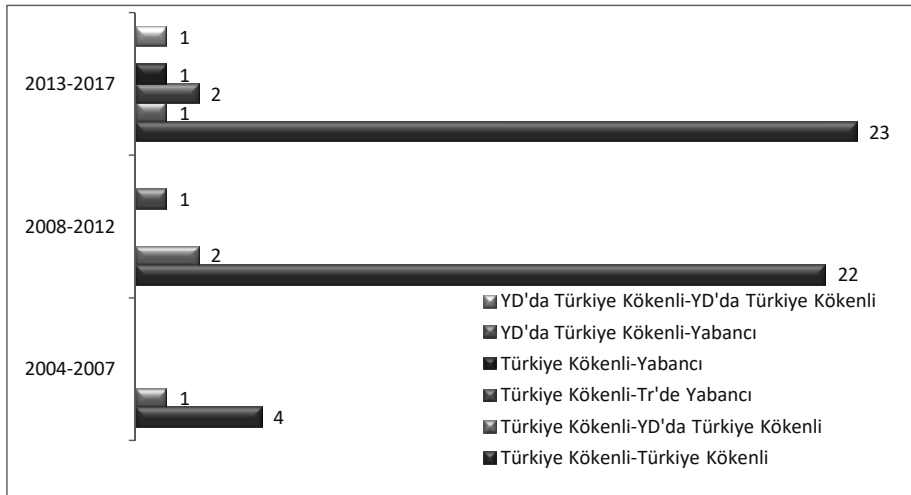 1
1
2013-2017
2
1
23
1
2008-2012
2
22
YD'da Türkiye Kökenli-YD'da Türkiye Kökenli
YD'da Türkiye Kökenli-Yabancı
Türkiye Kökenli-Yabancı
2004-2007
Türkiye Kökenli-Tr'de Yabancı
1
Türkiye Kökenli-YD'da Türkiye Kökenli
4
Türkiye Kökenli-Türkiye Kökenli